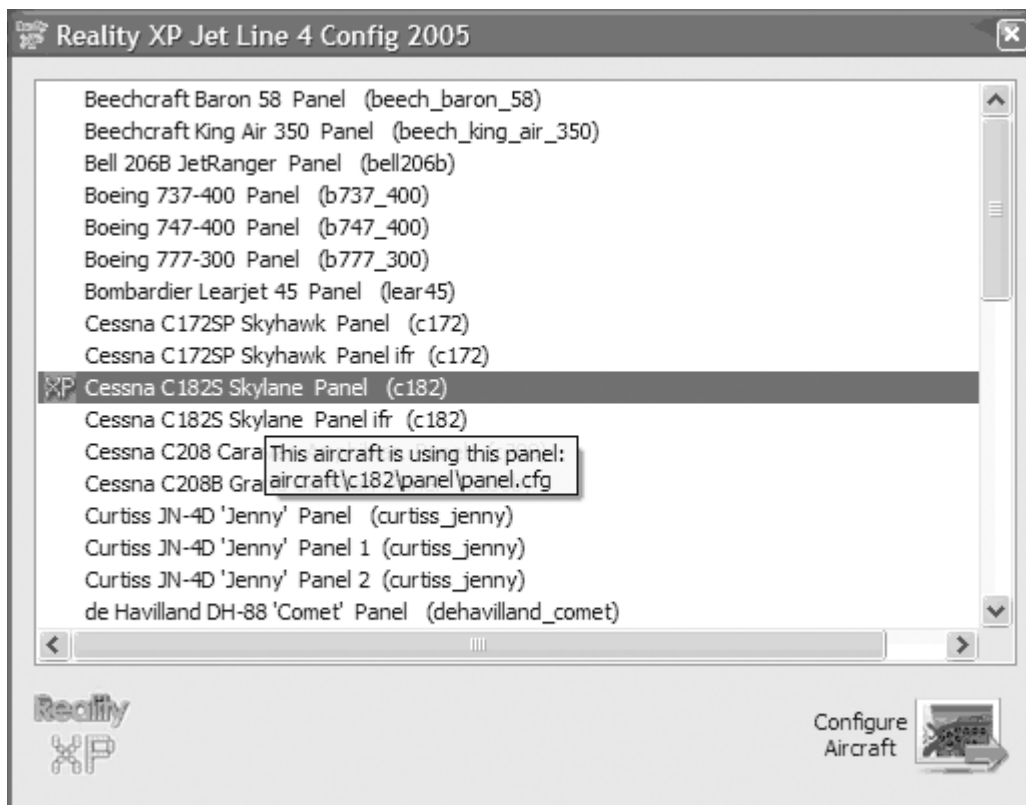 Reality XP Jet Line 4 Config 2005
Beechcraft Baron 58 Panel (beech_baron_58)
Beechcraft King Air 350 Panel (beech_king_air_350)
Bell 206B JetRanger Panel (bell206b)
Boeing 737-400 Panel (b737_400)
Boeing 747-400 Panel (b747_400)
Boeing 777-300 Panel (b777_300)
Bombardier Learjet 45 Panel (lear45)
Cessna C172SP Skyhawk Panel (c172)
Cessna C172SP Skyhawk Panel ifr (c172)
XP Cessna C182S Skylane Panel (c182)
Cessna C182S Skylane Panel ifr (c182)
Cessna C208 Cara
This aircraft is using this panel:
Cessna C208B Gra
aircraft\c182\panel\panel.cfg
Curtiss JN-4D 'Jenny' Panel (curtiss_jenny)
Curtiss JN-4D 'Jenny' Panel 1 (curtiss_jenny)
Curtiss JN-4D 'Jenny' Panel 2 (curtiss_jenny)
de Havilland DH-88 'Comet' Panel (dehavilland_comet)
Reality
XP
Configure
Aircraft